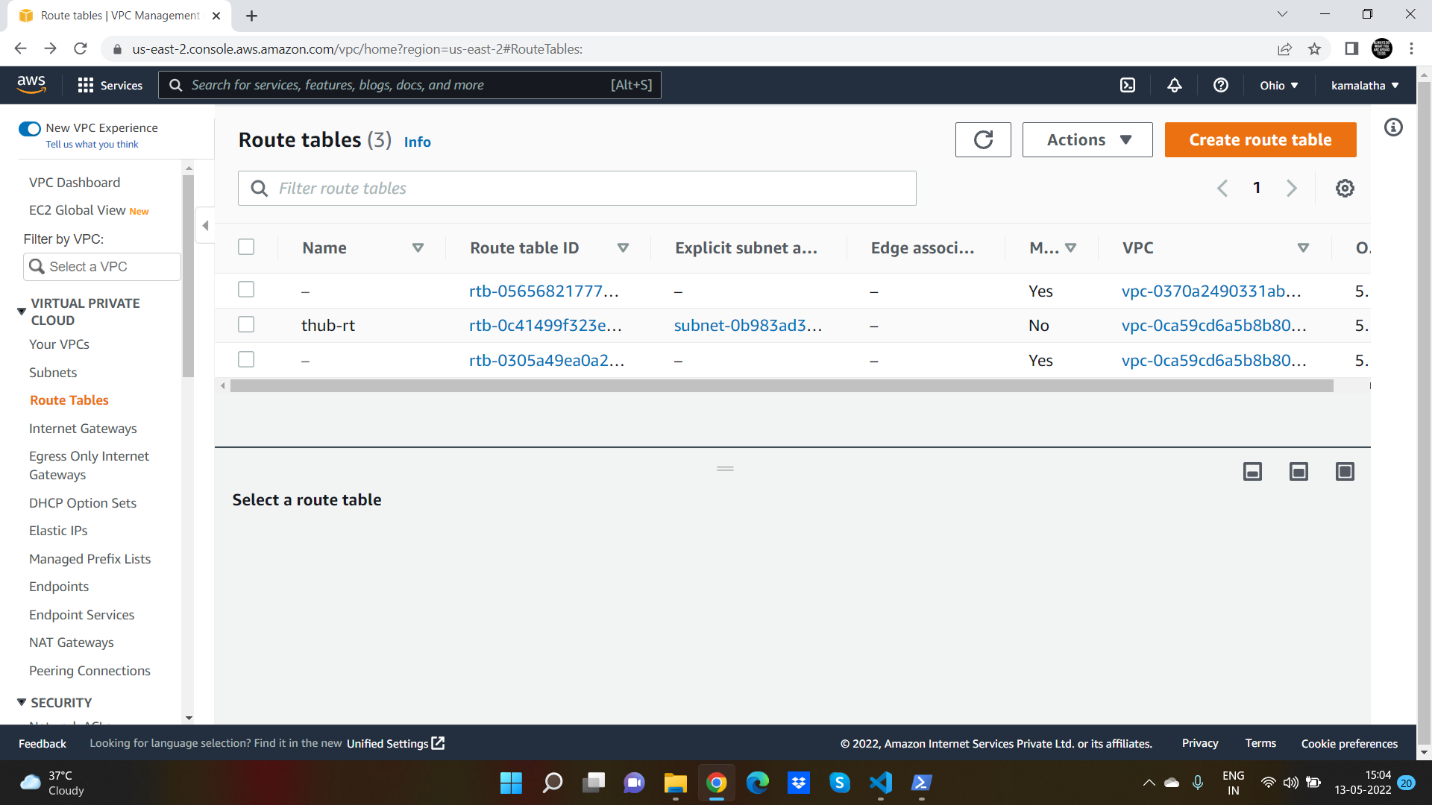 Route tables | VPC Management
us-east-2.console.aws.amazon.com/vpc/home?region=us-east-2#RouteTables:
aws
Services
Search for services, features, blogs, docs, and more
[Alt+S]
Ohio
kamalatha
New VPC Experience
Tell us what you think
VPC Dashboard
EC2 Global View New
Filter by VPC:
Select a VPC
VIRTUAL PRIVATE
CLOUD
Your VPCs
Subnets
Route Tables
Internet Gateways
Egress Only Internet
Gateways
DHCP Option Sets
Elastic IPs
Managed Prefix Lists
Endpoints
Endpoint Services
NAT Gateways
Peering Connections
SECURITY
Route tables (3) Info
Actions
Create route table
Filter route tables
1
Name Route table ID Explicit subnet a... Edge associ... M... VPC O.
– rtb-05656821777... – – Yes vpc-0370a2490331ab... 5.
thub-rt rtb-0c41499f323e... subnet-0b983ad3... – No vpc-0ca59cd6a5b8b80... 5.
– rtb-0305a49ea0a2... – – Yes vpc-0ca59cd6a5b8b80... 5.
Select a route table
Feedback Looking for language selection? Find it in the new Unified Settings © 2022, Amazon Internet Services Private Ltd. or its affiliates. Privacy Terms Cookie preferences
37°C
Cloudy
ENG
IN
15:04
13-05-2022
20